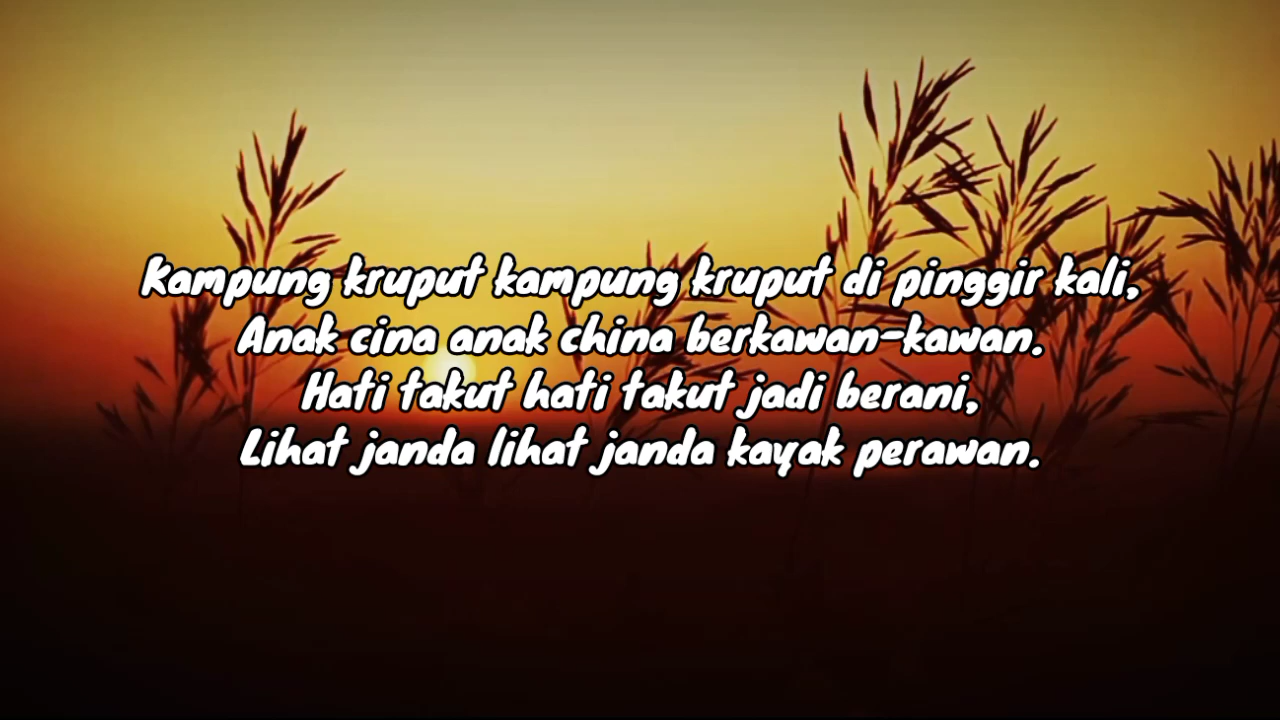 Kampung kruput kampung kruput di pinggir kali,
Anak cina anak china berkawan-kawan.
Hati takut hati takut jadi berani,
Lihat janda lihat janda kayak perawan.